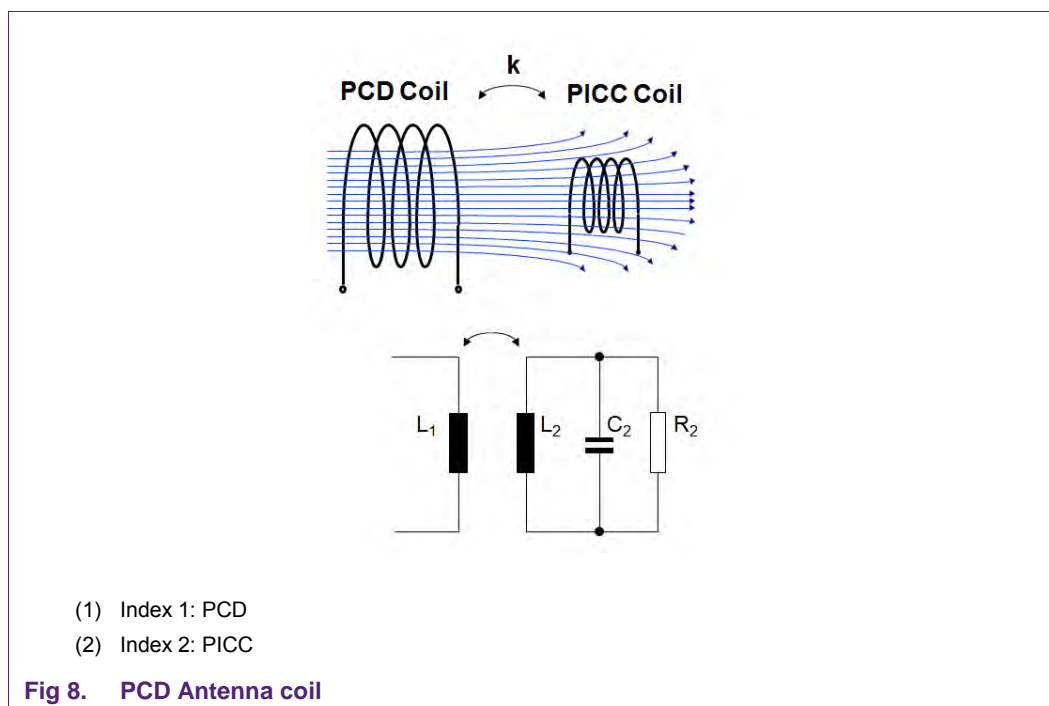 k
PCD Coil
PICC Coil
L1
L2
C2
R2
(1) Index 1: PCD
(2) Index 2: PICC
Fig 8. PCD Antenna coil